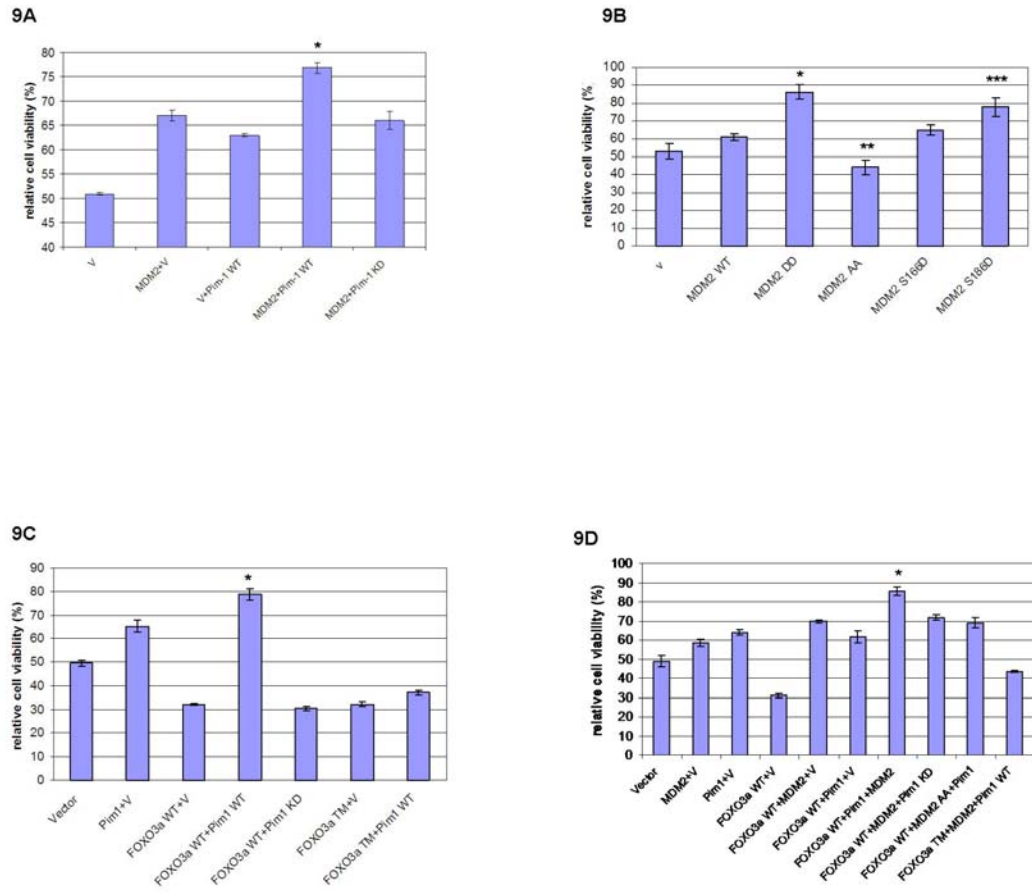 9A
relative cell viability (%)
80
75
70
65
60
55
50
45
40
*
V
MDM2+V
V+Pim-1 WT
MDM2+Pim-1 WT
MDM2+Pim-1 KD
9B
relative cell viability (%
100
90
80
70
60
50
40
30
20
10
0
*
**
***
v
MDM2 WT
MDM2 DD
MDM2 AA
MDM2 S166D
MDM2 S186D
9C
relative cell viability (%)
90
80
70
60
50
40
30
20
10
0
*
Vector
Pim1+V
FOXO3a WT+V
FOXO3a WT+Pim1 WT
FOXO3a WT+Pim1 KD
FOXO3a TM+V
FOXO3a TM+Pim1 WT
9D
relative cell viability (%)
100
90
80
70
60
50
40
30
20
10
0
*
Vector
MDM2+V
Pim1+V
FOXO3a WT+V
FOXO3a WT+MDM2+V
FOXO3a WT+Pim1+V
FOXO3a WT+Pim1+MDM2
FOXO3a WT+MDM2+Pim1 KD
FOXO3a WT+MDM2 AA+Pim1
FOXO3a TM+MDM2+Pim1 WT